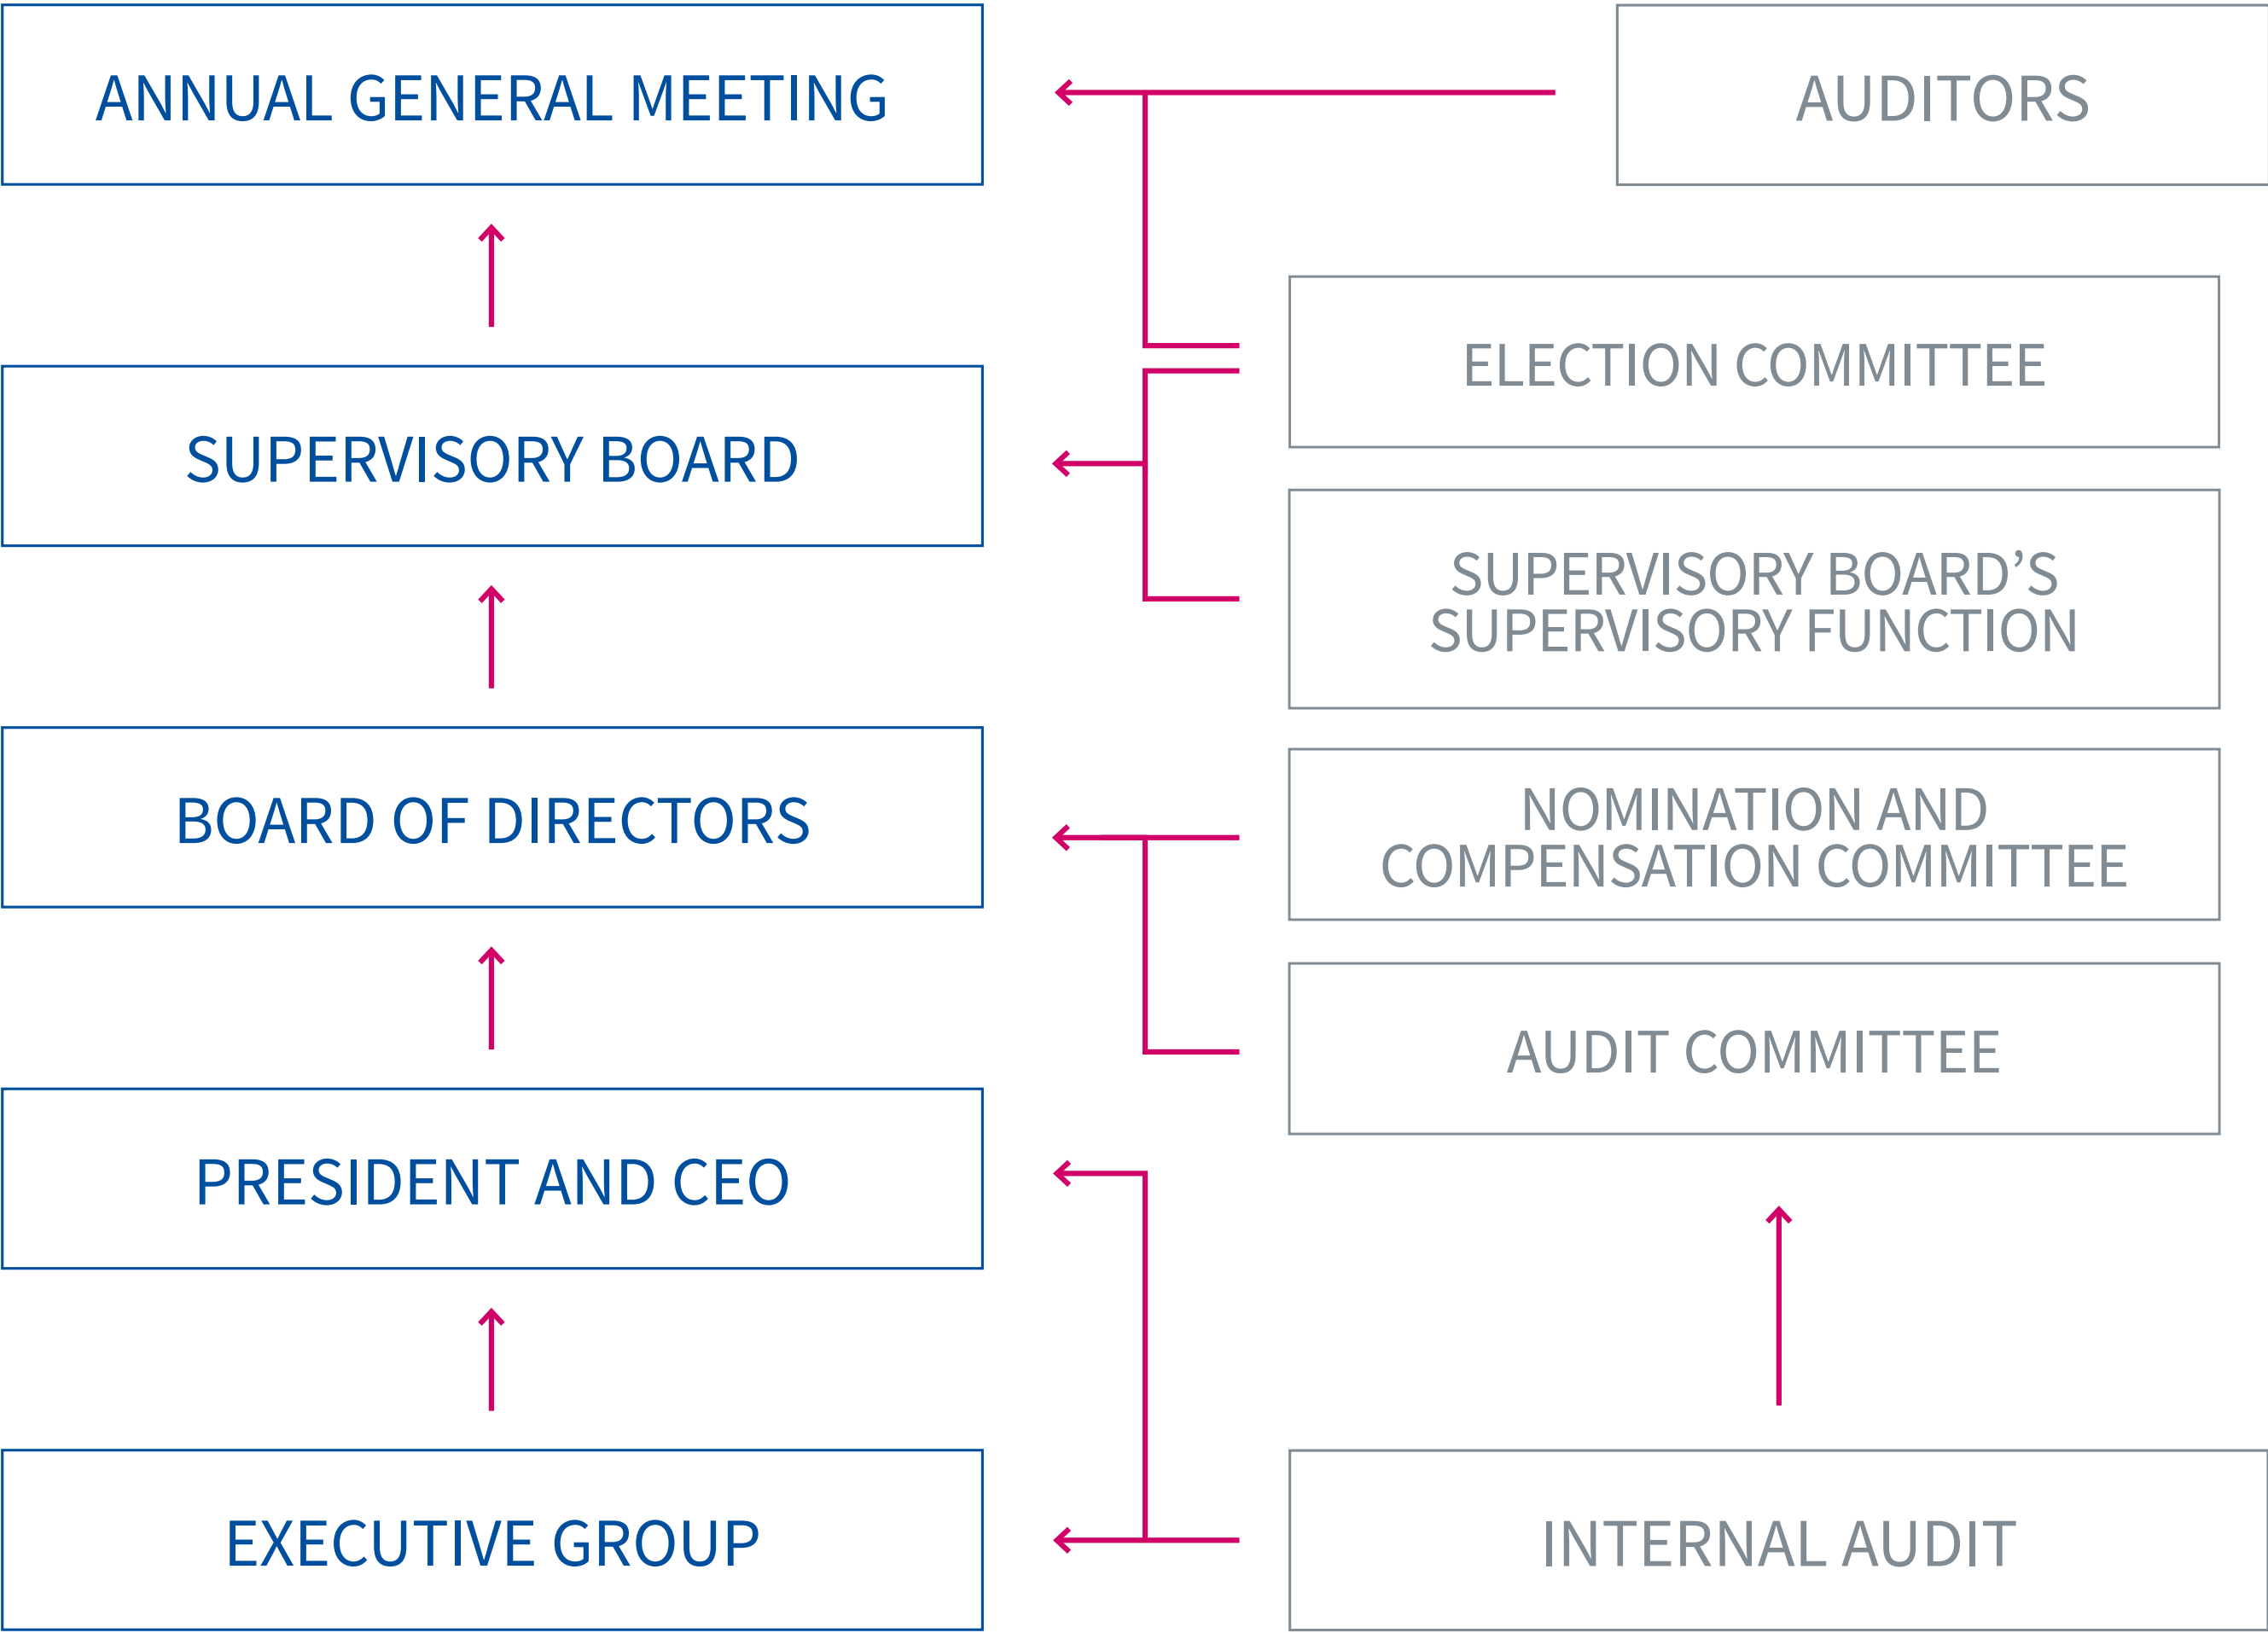 ANNUAL GENERAL MEETING
AUDITORS
ELECTION COMMITTEE
SUPERVISORY BOARD
SUPERVISORY BOARD’S
SUPERVISORY FUNCTION
BOARD OF DIRECTORS
NOMINATION AND
COMPENSATION COMMITTEE
AUDIT COMMITTEE
PRESIDENT AND CEO
EXECUTIVE GROUP
INTERNAL AUDIT